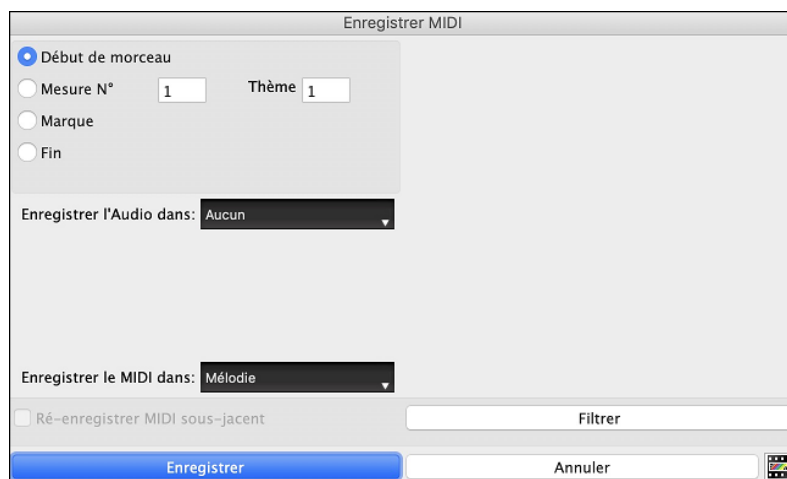 Enregistrer MIDI
Début de morceau
Mesure N° 1 Thème 1
Marque
Fin
Enregistrer l'Audio dans: Aucun
Enregistrer le MIDI dans: Mélodie
Ré-enregistrer MIDI sous-jacent Filtrer
Enregistrer Annuler